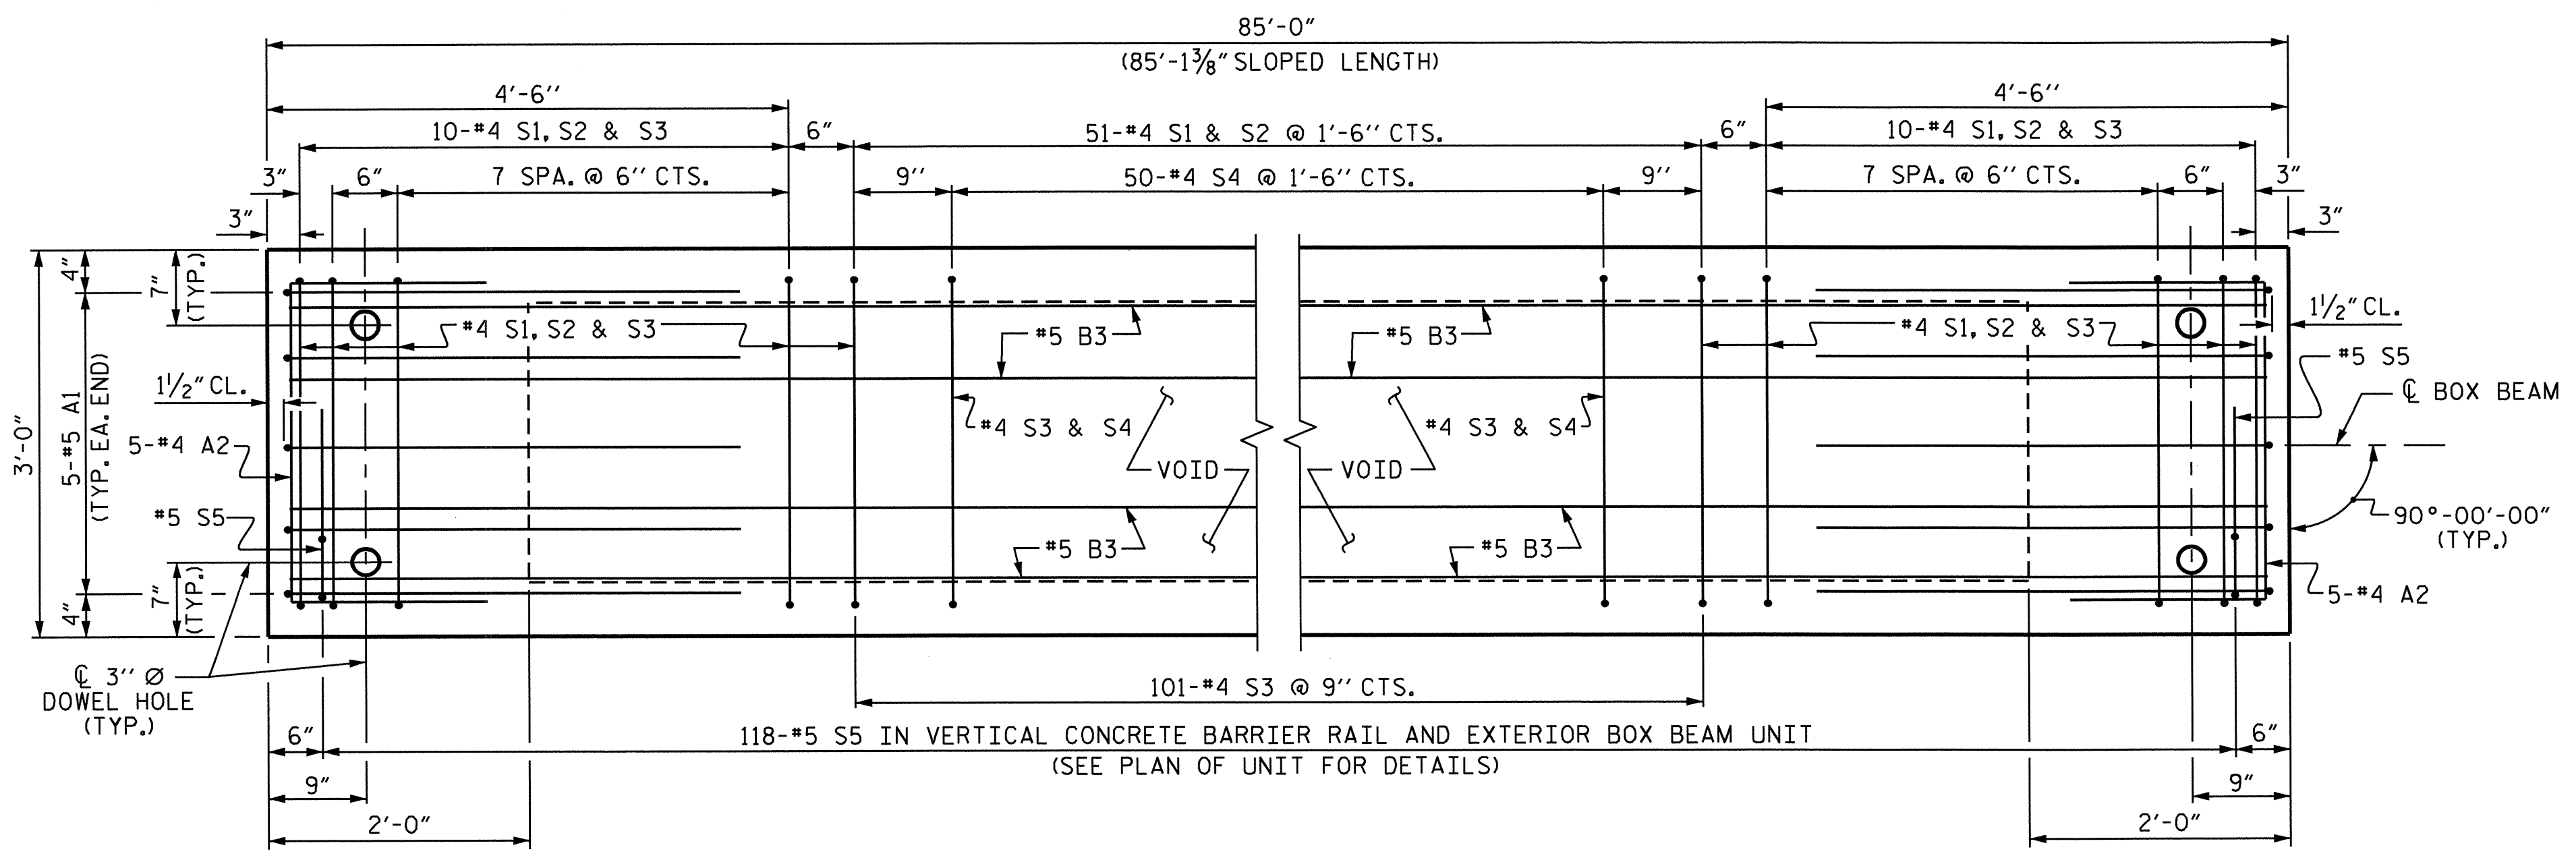 85'-0"
(85'-1⅜" SLOPED LENGTH)
4'-6"
4'-6"
10-#4 S1, S2 & S3
6"
51-#4 S1 & S2 @ 1'-6" CTS.
6"
10-#4 S1, S2 & S3
3"
6"
7 SPA. @ 6" CTS.
9"
50-#4 S4 @ 1'-6" CTS.
9"
7 SPA. @ 6" CTS.
6"
3"
3"
3"
4"
7"
(TYP.)
#4 S1, S2 & S3
#5 B3
#5 B3
#4 S1, S2 & S3
1½" CL.
#5 S5
1½" CL.
℄ BOX BEAM
3'-0"
5-#5 A1
(TYP. EA. END)
5-#4 A2
#4 S3 & S4
#4 S3 & S4
VOID
VOID
#5 S5
90°-00'-00"
(TYP.)
#5 B3
#5 B3
4"
7"
(TYP.)
5-#4 A2
℄ 3" Ø
DOWEL HOLE
(TYP.)
101-#4 S3 @ 9" CTS.
6"
118-#5 S5 IN VERTICAL CONCRETE BARRIER RAIL AND EXTERIOR BOX BEAM UNIT
6"
(SEE PLAN OF UNIT FOR DETAILS)
9"
9"
2'-0"
2'-0"